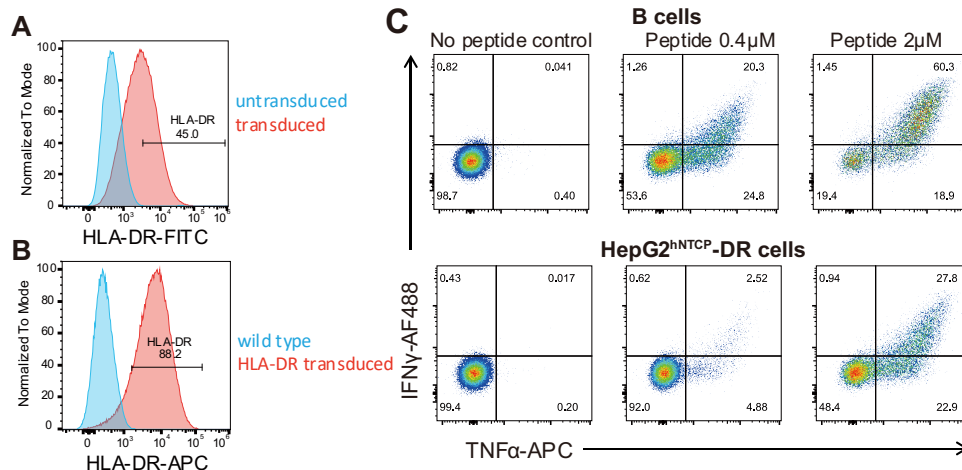 A
Normalized To Mode
100
80
60
40
20
0
HLA-DR
45.0
0 10³ 10⁴ 10⁵ 10⁶
HLA-DR-FITC
untransduced
transduced
B
Normalized To Mode
100
80
60
40
20
0
HLA-DR
88.2
0 10³ 10⁴ 10⁵ 10⁶
HLA-DR-APC
wild type
HLA-DR transduced
C
B cells
No peptide control Peptide 0.4μM Peptide 2μM
0.82 0.041 1.26 20.3 1.45 60.3
98.7 0.40 53.6 24.8 19.4 18.9
HepG2ʰᴺᵀᶜᴾ-DR cells
0.43 0.017 0.62 2.52 0.94 27.8
99.4 0.20 92.0 4.88 48.4 22.9
IFNγ-AF488
TNFα-APC